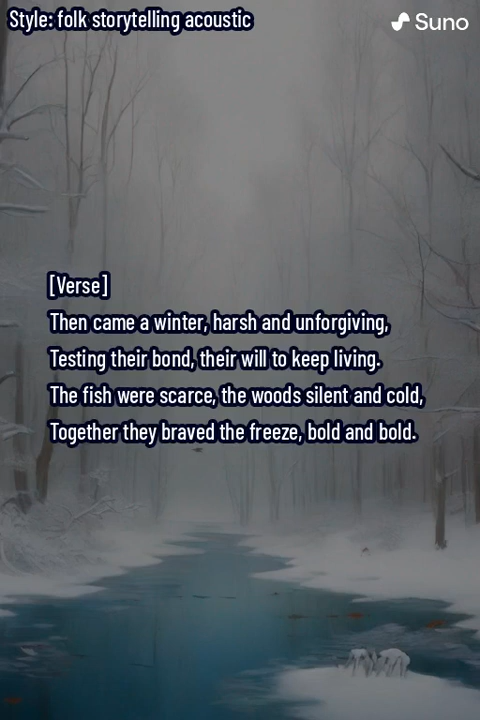 Style: folk storytelling acoustic
Suno
[Verse]
Then came a winter, harsh and unforgiving,
Testing their bond, their will to keep living.
The fish were scarce, the woods silent and cold,
Together they braved the freeze, bold and bold.